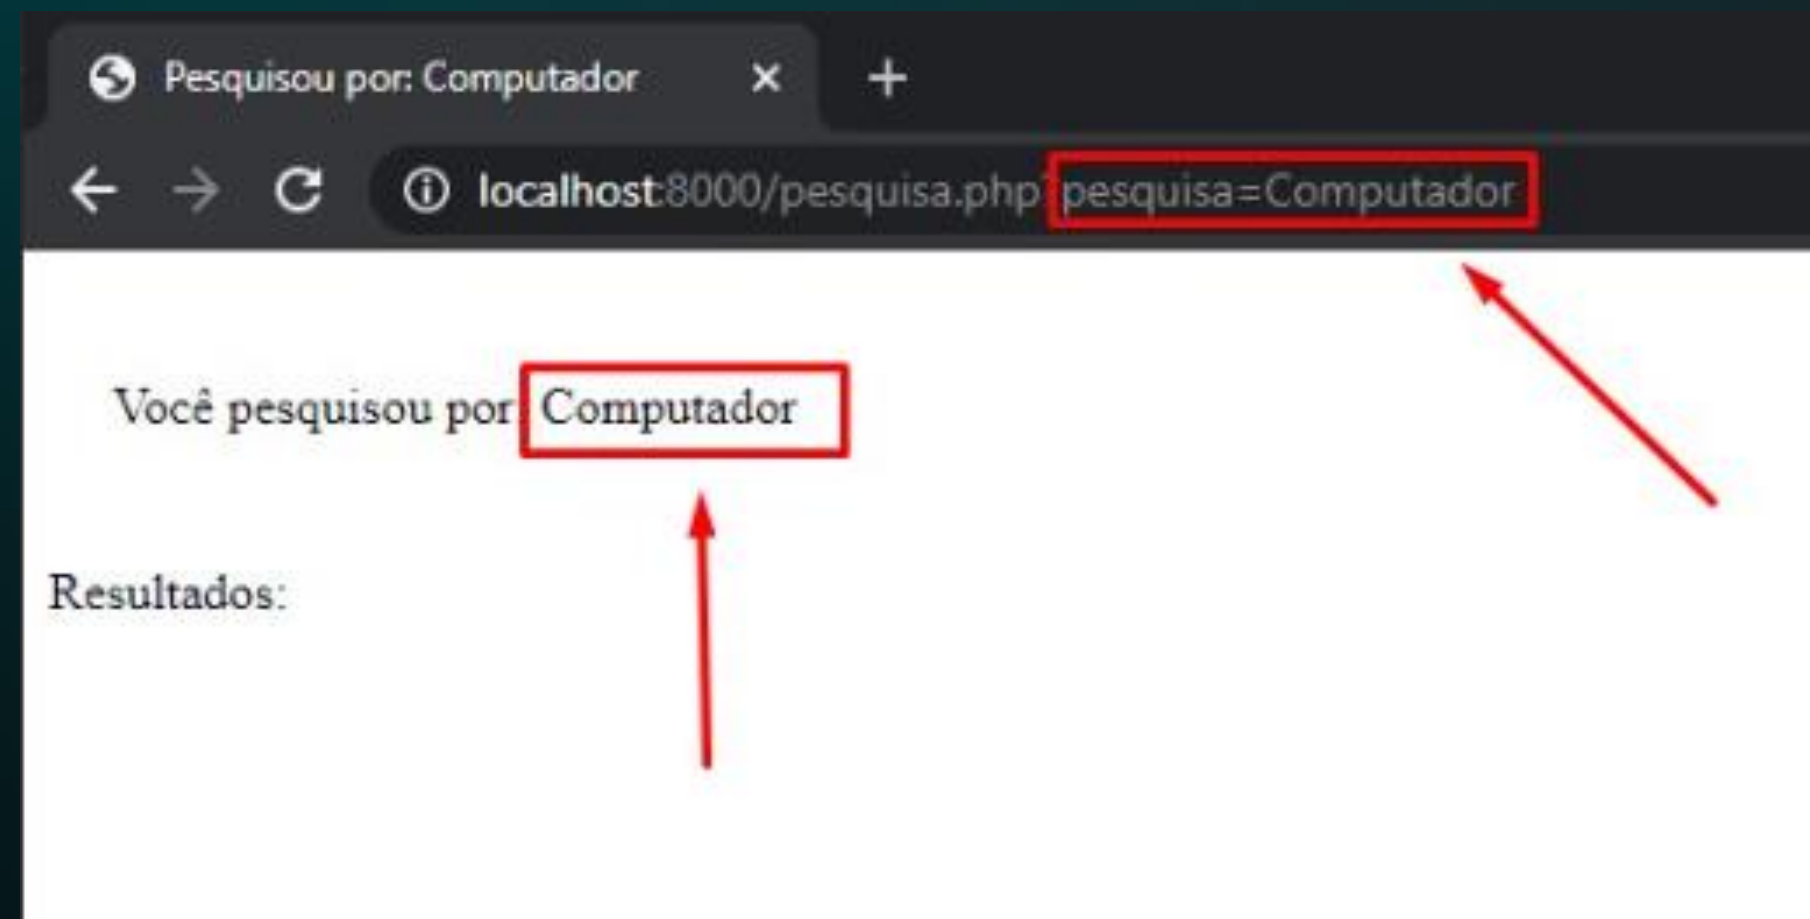 Pesquisou por: Computador
localhost:8000/pesquisa.php?pesquisa=Computador
Você pesquisou por Computador
Resultados: